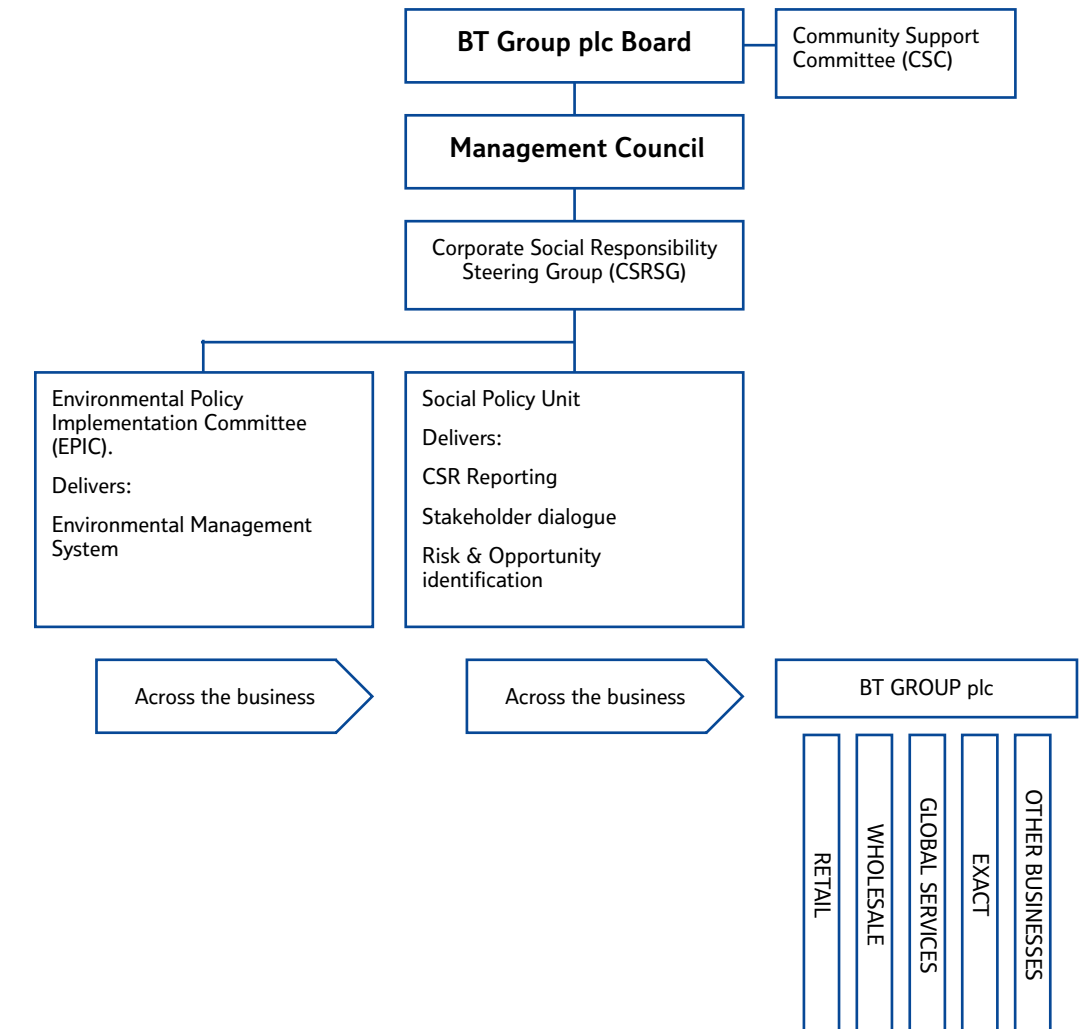 BT Group plc Board
Community Support
Committee (CSC)
Management Council
Corporate Social Responsibility
Steering Group (CSRSG)
Environmental Policy
Implementation Committee
(EPIC).
Delivers:
Environmental Management
System
Social Policy Unit
Delivers:
CSR Reporting
Stakeholder dialogue
Risk & Opportunity
identification
Across the business
Across the business
BT GROUP plc
RETAIL
WHOLESALE
GLOBAL SERVICES
EXACT
OTHER BUSINESSES